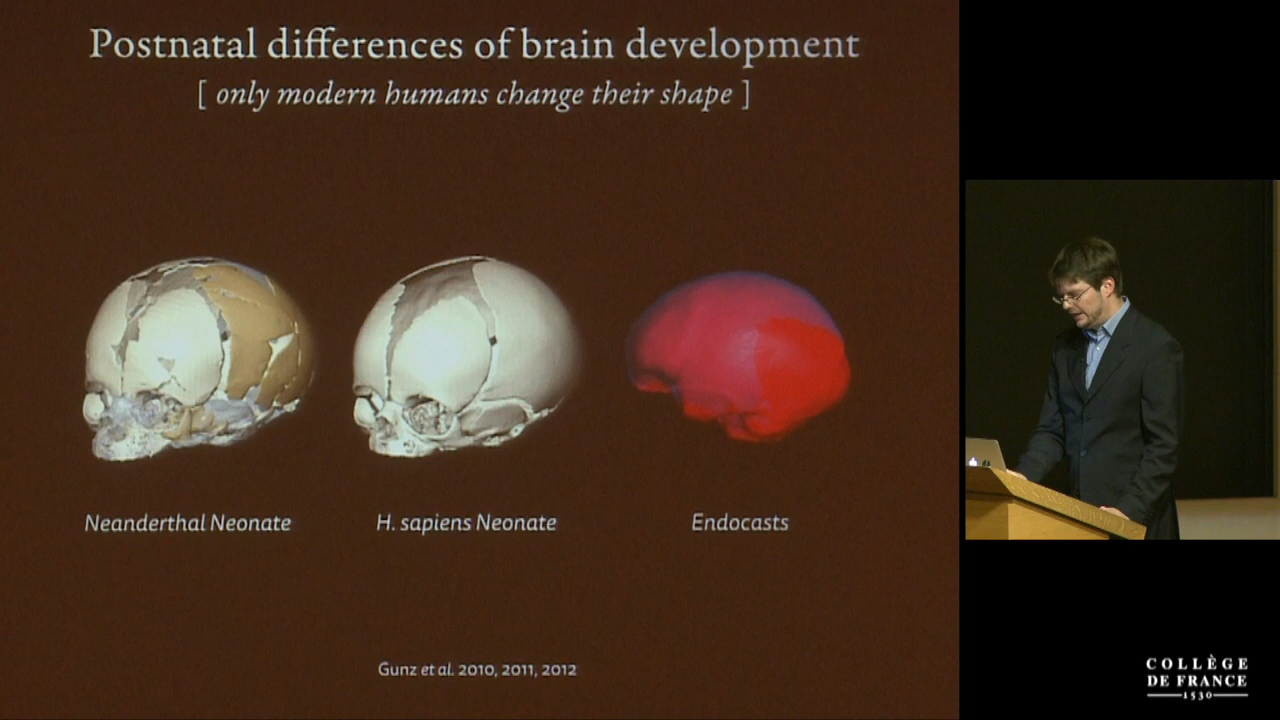 Postnatal differences of brain development
[ only modern humans change their shape ]
Neanderthal Neonate
H. sapiens Neonate
Endocasts
Gunz et al. 2010, 2011, 2012
COLLÈGE
DE FRANCE
1530